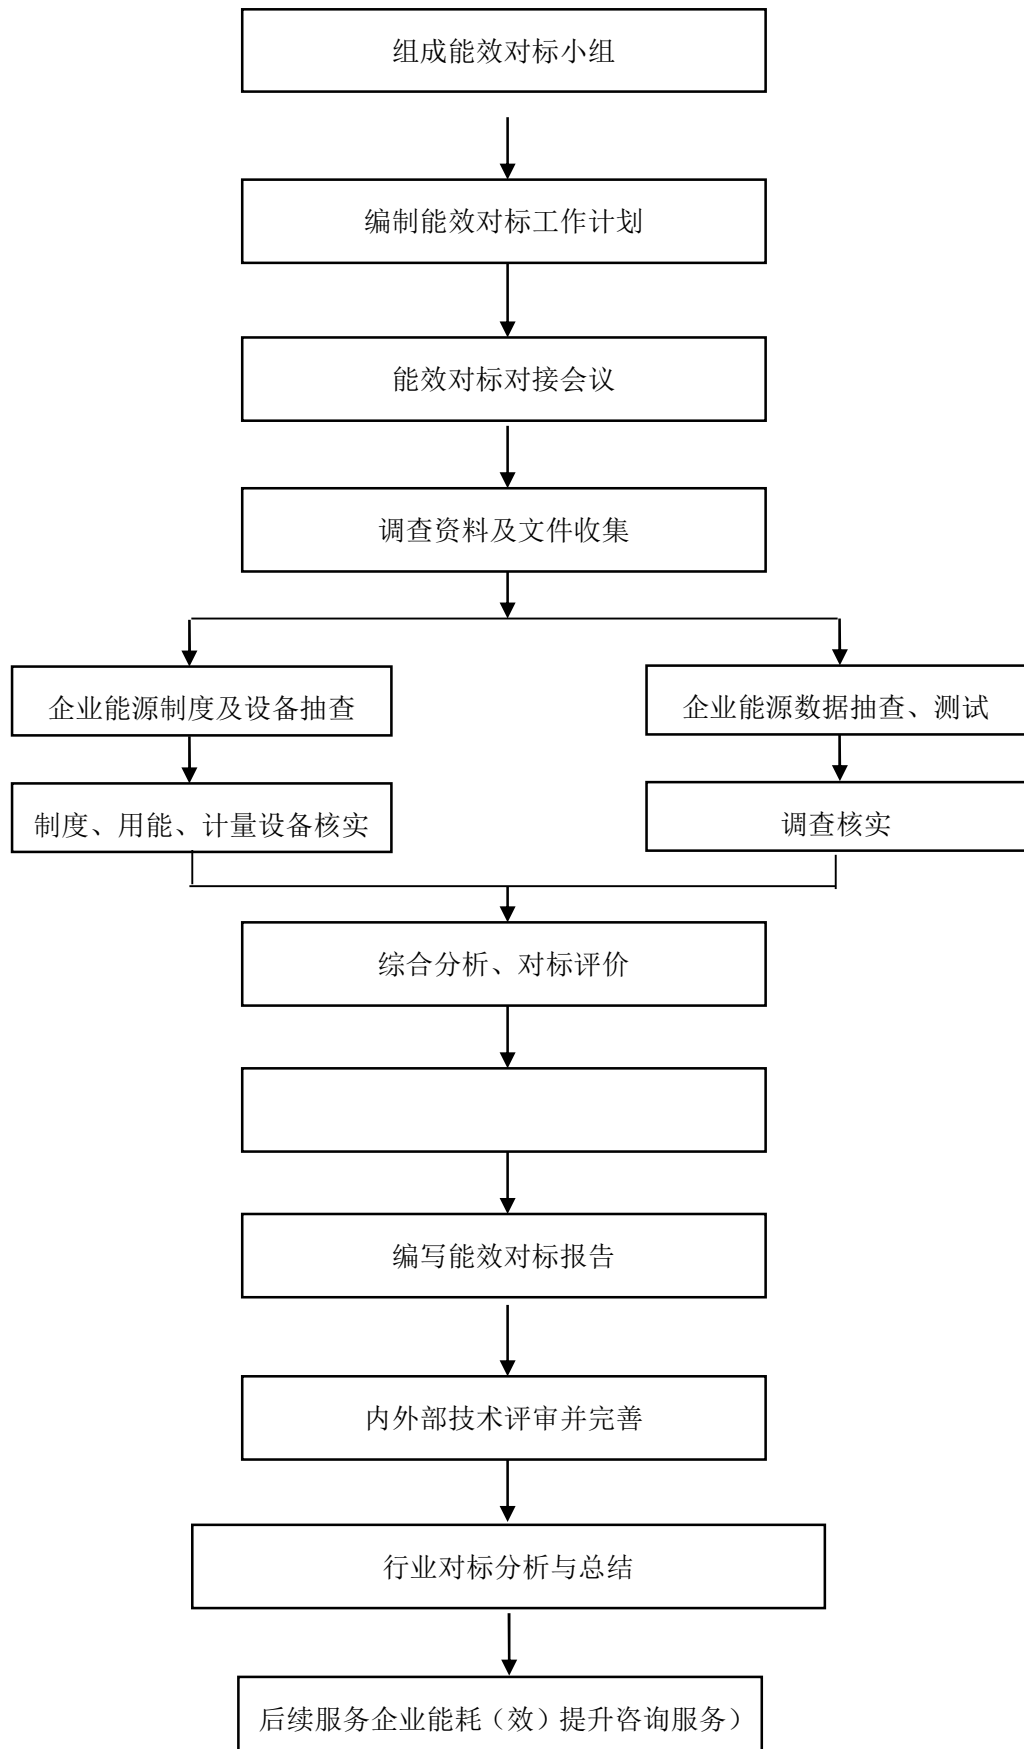 组成能效对标小组
编制能效对标工作计划
能效对标对接会议
调查资料及文件收集
企业能源制度及设备抽查
企业能源数据抽查、测试
制度、用能、计量设备核实
调查核实
综合分析、对标评价
编写能效对标报告
内外部技术评审并完善
行业对标分析与总结
后续服务企业能耗（效）提升咨询服务）